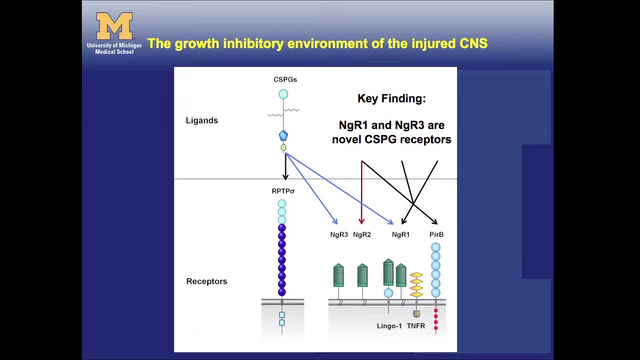 M
University of Michigan
Medical School
The growth inhibitory environment of the injured CNS
CSPGs
Key Finding:
Ligands
NgR1 and NgR3 are
novel CSPG receptors
RPTPσ
NgR3 NgR2 NgR1 PirB
Receptors
Lingo-1 TNFR